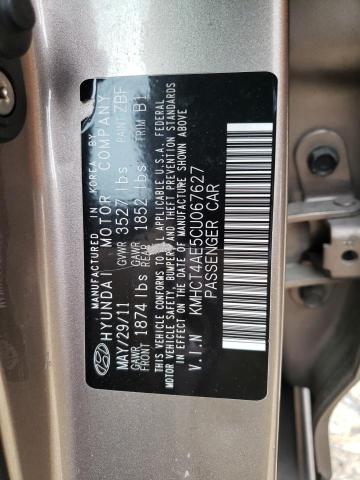 MANUFACTURED IN KOREA BY
HYUNDAI MOTOR COMPANY
MAY/29/11 GVWR 3527 lbs PAINT ZBF
GAWR FRONT 1874 lbs GAWR REAR 1852 lbs TRIM B1
THIS VEHICLE CONFORMS TO ALL APPLICABLE U.S.A. FEDERAL
MOTOR VEHICLE SAFETY, BUMPER, AND THEFT PREVENTION STANDARDS
IN EFFECT ON THE DATE OF MANUFACTURE SHOWN ABOVE.
V.I.N KMHCT4AE5CU067627
PASSENGER CAR